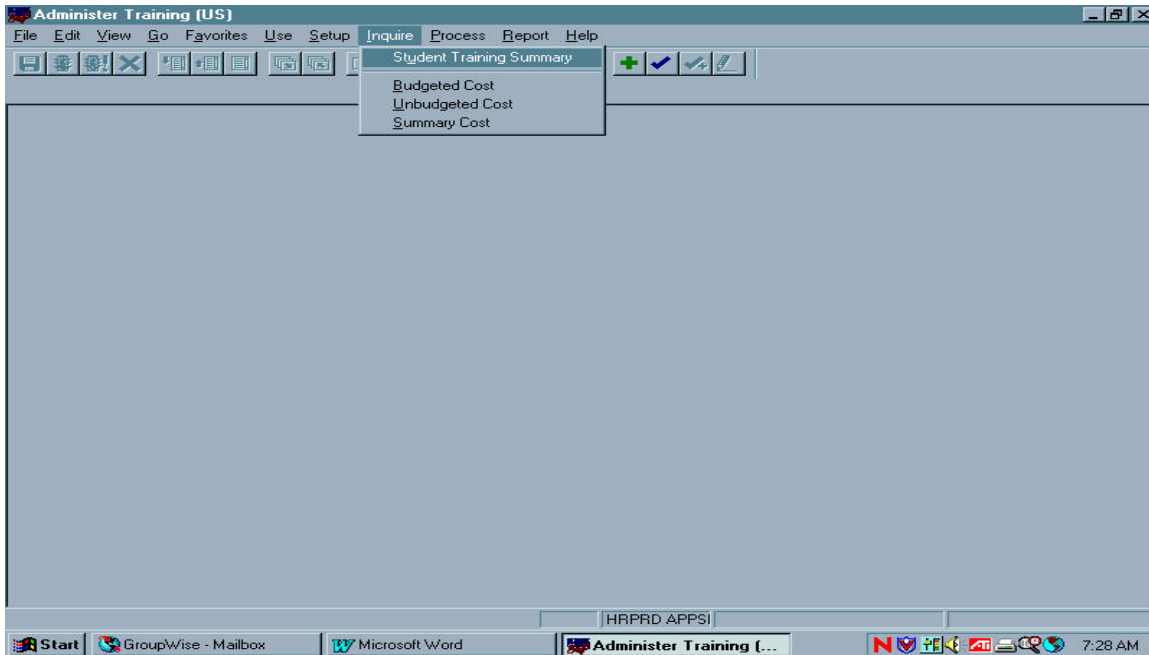 Administer Training (US)
File Edit View Go Favorites Use Setup Inquire Process Report Help
Student Training Summary
Budgeted Cost
Unbudgeted Cost
Summary Cost
HRPRD APPSI
Start GroupWise - Mailbox Microsoft Word Administer Training (... N ATI 7:28 AM